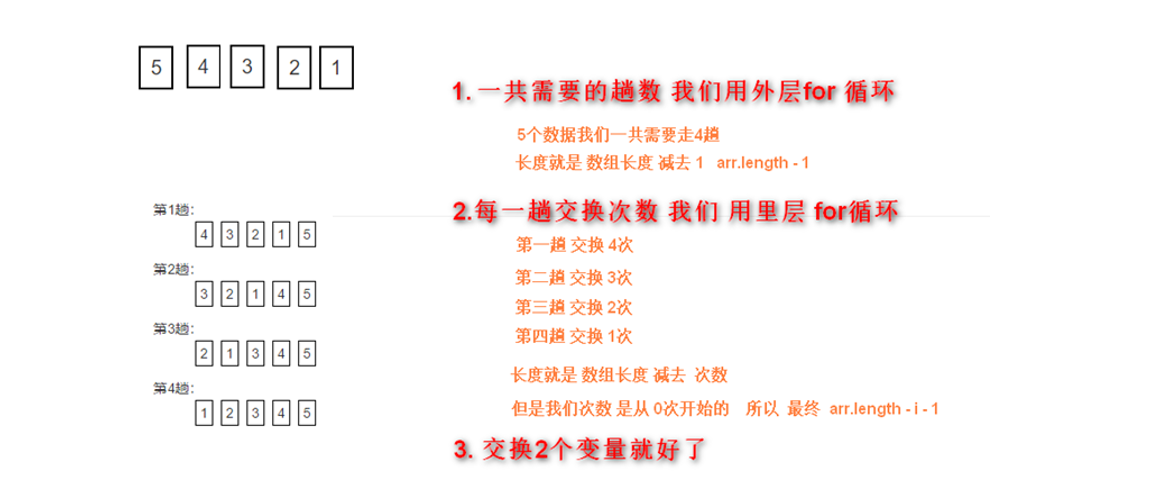 5 4 3 2 1
1. 一共需要的趟数 我们用外层for 循环
5个数据我们一共需要走4趟
长度就是 数组长度 减去 1 arr.length - 1
2.每一趟交换次数 我们 用里层 for循环
第一趟 交换 4次
第二趟 交换 3次
第三趟 交换 2次
第四趟 交换 1次
长度就是 数组长度 减去 次数
但是我们次数 是从 0次开始的 所以 最终 arr.length - i - 1
3. 交换2个变量就好了
第1趟:
4 3 2 1 5
第2趟:
3 2 1 4 5
第3趟:
2 1 3 4 5
第4趟:
1 2 3 4 5